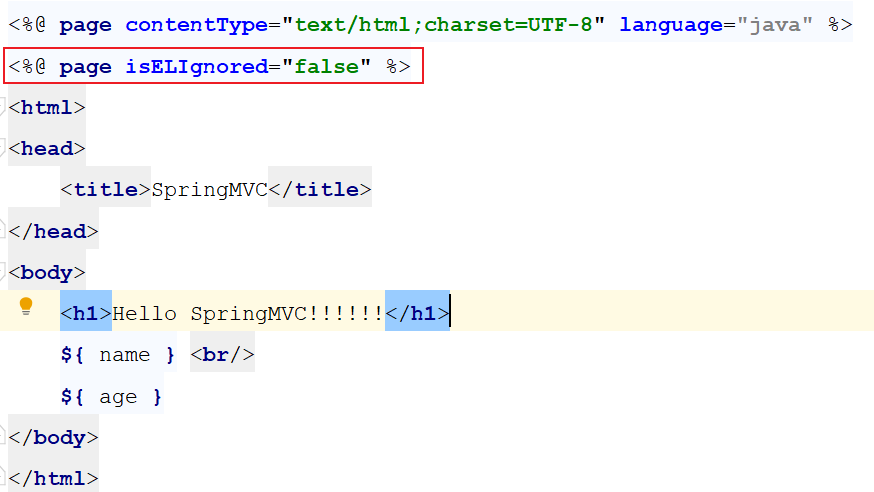 <%@ page contentType="text/html;charset=UTF-8" language="java" %>
<%@ page isELIgnored="false" %>
<html>
<head>
    <title>SpringMVC</title>
</head>
<body>
    <h1>Hello SpringMVC!!!!!!</h1>
    ${ name } <br/>
    ${ age }
</body>
</html>